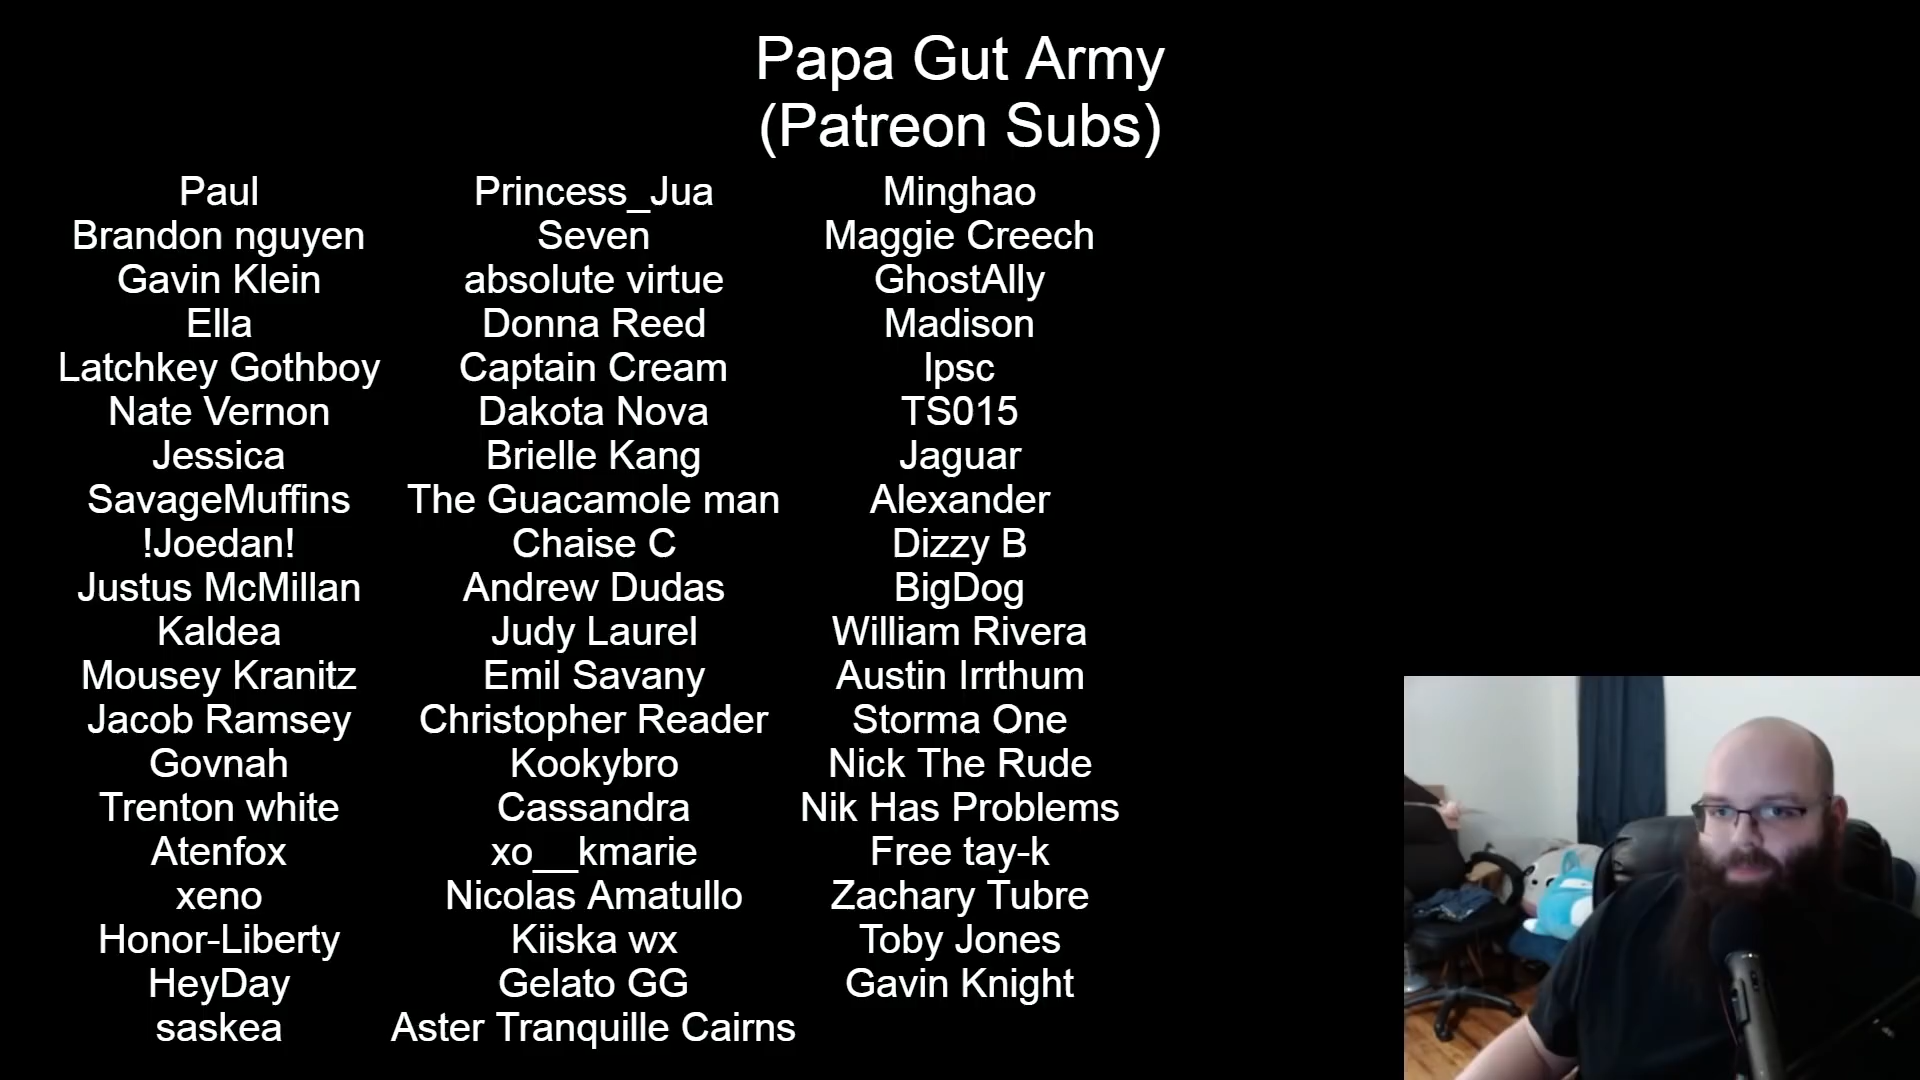 Papa Gut Army
(Patreon Subs)
Paul
Brandon nguyen
Gavin Klein
Ella
Latchkey Gothboy
Nate Vernon
Jessica
SavageMuffins
!Joedan!
Justus McMillan
Kaldea
Mousey Kranitz
Jacob Ramsey
Govnah
Trenton white
Atenfox
xeno
Honor-Liberty
HeyDay
saskea
Princess_Jua
Seven
absolute virtue
Donna Reed
Captain Cream
Dakota Nova
Brielle Kang
The Guacamole man
Chaise C
Andrew Dudas
Judy Laurel
Emil Savany
Christopher Reader
Kookybro
Cassandra
xo__kmarie
Nicolas Amatullo
Kiiska wx
Gelato GG
Aster Tranquille Cairns
Minghao
Maggie Creech
GhostAlly
Madison
Ipsc
TS015
Jaguar
Alexander
Dizzy B
BigDog
William Rivera
Austin Irrthum
Storma One
Nick The Rude
Nik Has Problems
Free tay-k
Zachary Tubre
Toby Jones
Gavin Knight